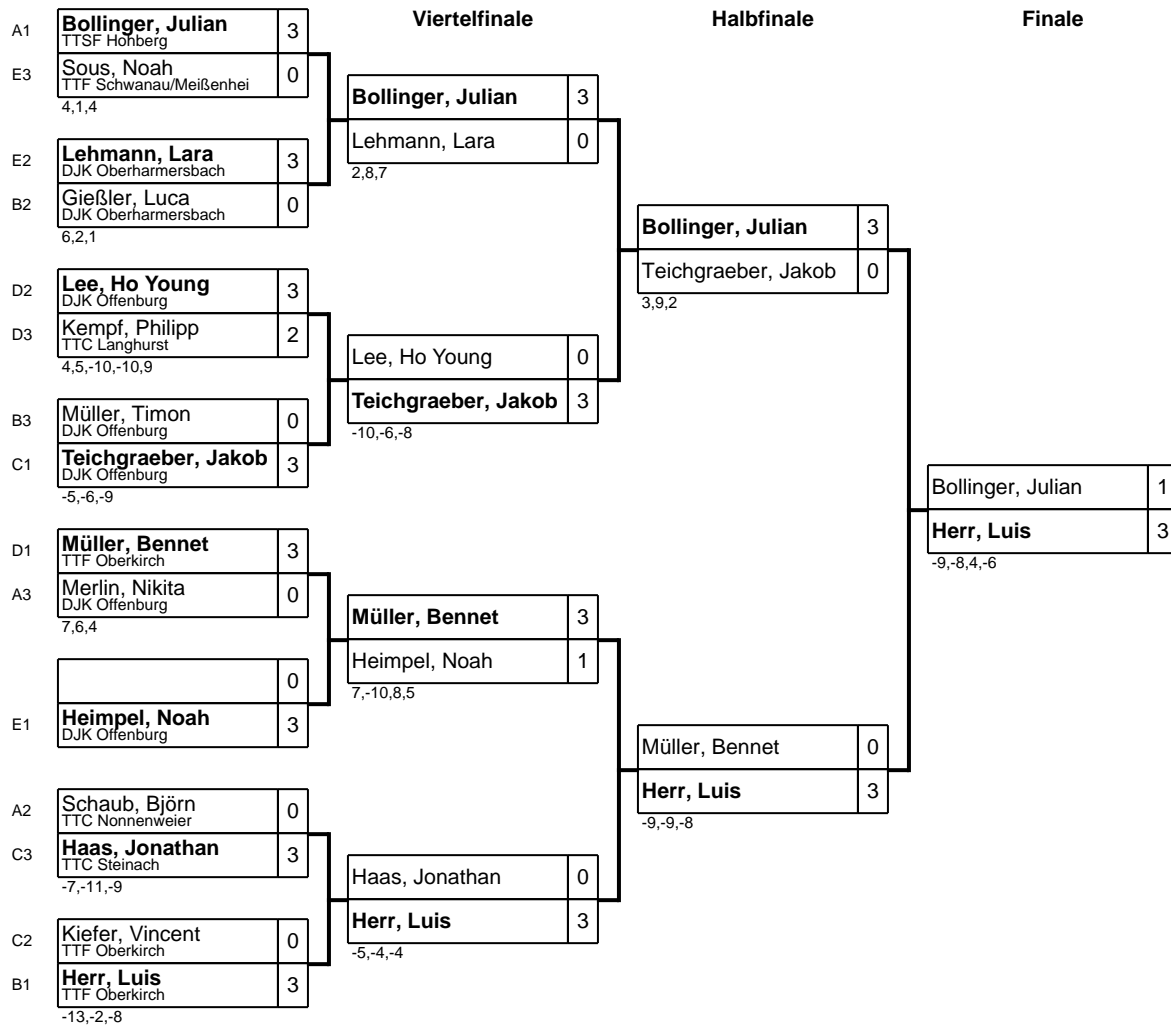 Viertelfinale
Halbfinale
Finale
A1
Bollinger, Julian
3
TTSF Hohberg
E3
Sous, Noah
0
TTF Schwanau/Meißenhei
4,1,4
E2
Lehmann, Lara
3
DJK Oberharmersbach
B2
Gießler, Luca
0
DJK Oberharmersbach
6,2,1
D2
Lee, Ho Young
3
DJK Offenburg
D3
Kempf, Philipp
2
TTC Langhurst
4,5,-10,-10,9
B3
Müller, Timon
0
DJK Offenburg
C1
Teichgraeber, Jakob
3
DJK Offenburg
-5,-6,-9
D1
Müller, Bennet
3
TTF Oberkirch
A3
Merlin, Nikita
0
DJK Offenburg
7,6,4
0
E1
Heimpel, Noah
3
DJK Offenburg
A2
Schaub, Björn
0
TTC Nonnenweier
C3
Haas, Jonathan
3
TTC Steinach
-7,-11,-9
C2
Kiefer, Vincent
0
TTF Oberkirch
B1
Herr, Luis
3
TTF Oberkirch
-13,-2,-8
Bollinger, Julian
3
Lehmann, Lara
0
2,8,7
Lee, Ho Young
0
Teichgraeber, Jakob
3
-10,-6,-8
Müller, Bennet
3
Heimpel, Noah
1
7,-10,8,5
Haas, Jonathan
0
Herr, Luis
3
-5,-4,-4
Bollinger, Julian
3
Teichgraeber, Jakob
0
3,9,2
Müller, Bennet
0
Herr, Luis
3
-9,-9,-8
Bollinger, Julian
1
Herr, Luis
3
-9,-8,4,-6